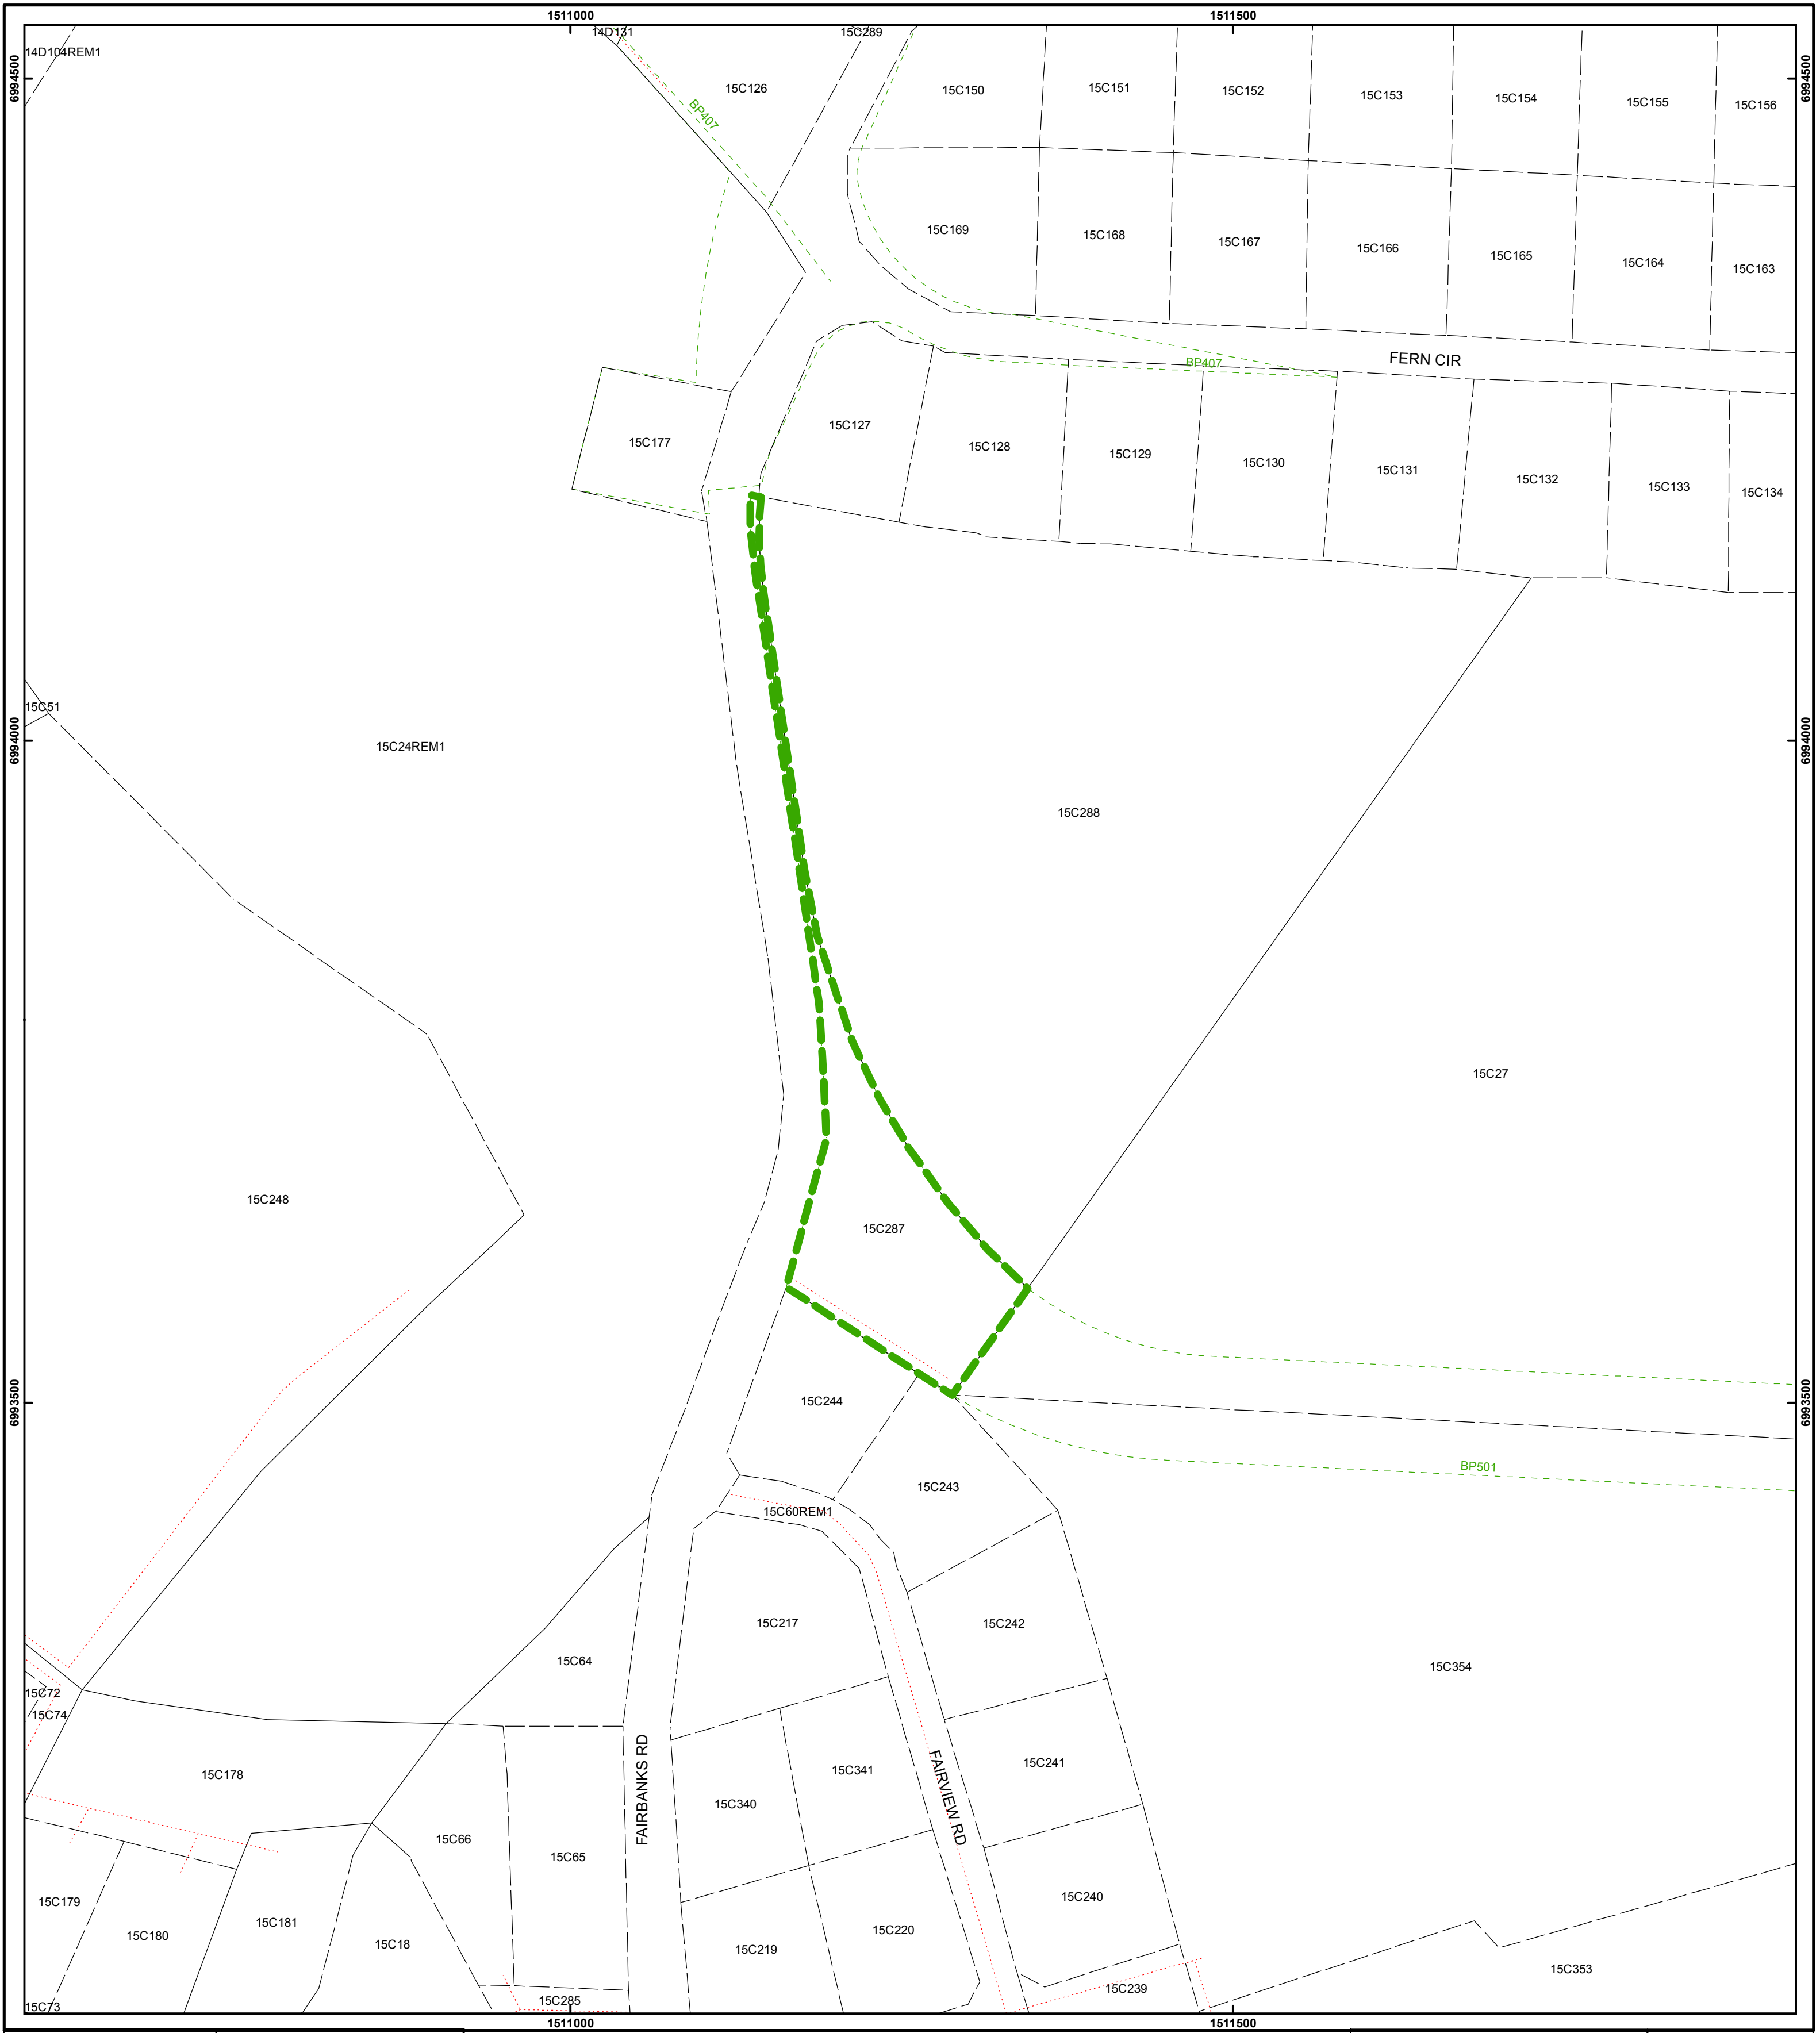 1511000
1511500
14D131
15C289
14D104REM1
6994500
6994500
15C126
15C150
15C151
15C152
15C153
15C154
15C155
15C156
BP407
15C169
15C168
15C167
15C166
15C165
15C164
15C163
BP407
FERN CIR
15C177
15C127
15C128
15C129
15C130
15C131
15C132
15C133
15C134
15C51
6994000
6994000
15C24REM1
15C288
15C27
15C248
15C287
15C244
6993500
6993500
BP501
15C243
15C60REM1
15C217
15C242
15C64
15C354
15C72
15C74
15C178
15C341
15C241
15C340
FAIRBANKS RD
FAIRVIEW RD
15C66
15C65
15C179
15C180
15C181
15C18
15C240
15C220
15C219
15C353
15C239
15C285
15C73
1511000
1511500